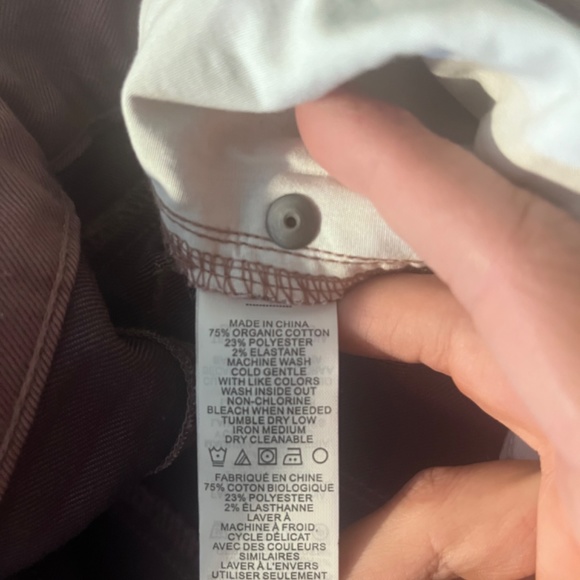 MADE IN CHINA
75% ORGANIC COTTON
23% POLYESTER
2% ELASTANE
MACHINE WASH
COLD GENTLE
WITH LIKE COLORS
WASH INSIDE OUT
NON-CHLORINE
BLEACH WHEN NEEDED
TUMBLE DRY LOW
IRON MEDIUM
DRY CLEANABLE
FABRIQUÉ EN CHINE
75% COTON BIOLOGIQUE
23% POLYESTER
2% ÉLASTHANNE
LAVER À
MACHINE À FROID,
CYCLE DÉLICAT
AVEC DES COULEURS
SIMILAIRES
LAVER À L'ENVERS
UTILISER SEULEMENT